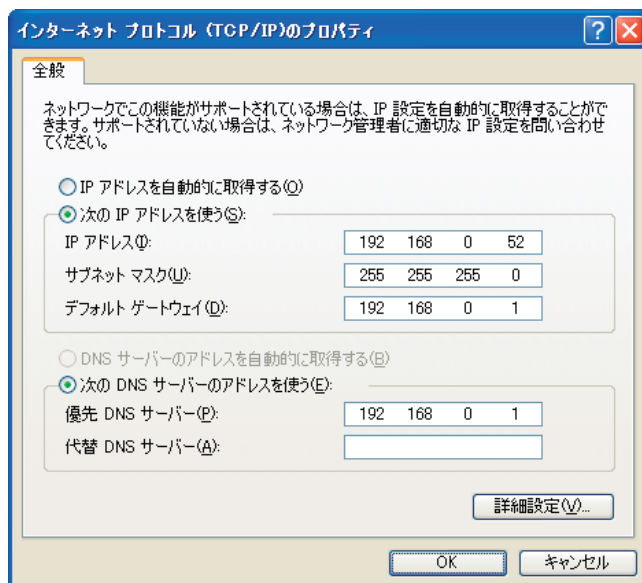 インターネット プロトコル (TCP/IP)のプロパティ
全般
ネットワークでこの機能がサポートされている場合は、IP 設定を自動的に取得することがで
きます。サポートされていない場合は、ネットワーク管理者に適切な IP 設定を問い合わせ
てください。
IP アドレスを自動的に取得する(O)
次の IP アドレスを使う(S):
IP アドレス(I): 192 168 0 52
サブネット マスク(U): 255 255 255 0
デフォルト ゲートウェイ(D): 192 168 0 1
DNS サーバーのアドレスを自動的に取得する(B)
次の DNS サーバーのアドレスを使う(E):
優先 DNS サーバー(P): 192 168 0 1
代替 DNS サーバー(A):
詳細設定(V)...
OK キャンセル